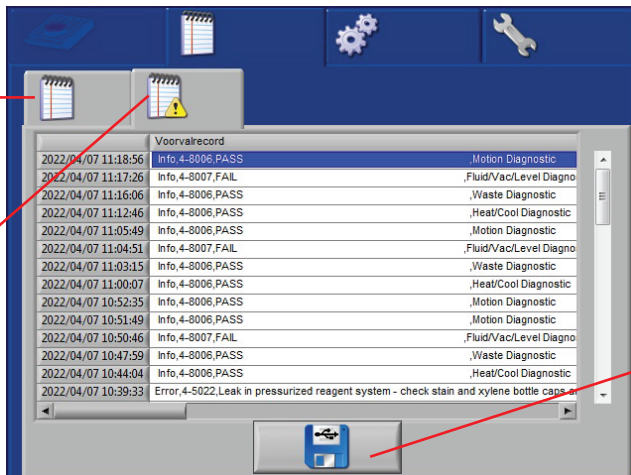 Voorvalrecord
2022/04/07 11:18:56 Info,4-8006,PASS ,Motion Diagnostic
2022/04/07 11:17:26 Info,4-8007,FAIL ,Fluid/Vac/Level Diagno
2022/04/07 11:16:06 Info,4-8006,PASS ,Waste Diagnostic
2022/04/07 11:12:46 Info,4-8006,PASS ,Heat/Cool Diagnostic
2022/04/07 11:05:49 Info,4-8006,PASS ,Motion Diagnostic
2022/04/07 11:04:51 Info,4-8007,FAIL ,Fluid/Vac/Level Diagno
2022/04/07 11:03:15 Info,4-8006,PASS ,Waste Diagnostic
2022/04/07 11:00:07 Info,4-8006,PASS ,Heat/Cool Diagnostic
2022/04/07 10:52:35 Info,4-8006,PASS ,Motion Diagnostic
2022/04/07 10:51:49 Info,4-8006,PASS ,Motion Diagnostic
2022/04/07 10:50:46 Info,4-8007,FAIL ,Fluid/Vac/Level Diagno
2022/04/07 10:47:59 Info,4-8006,PASS ,Waste Diagnostic
2022/04/07 10:44:04 Info,4-8006,PASS ,Heat/Cool Diagnostic
2022/04/07 10:39:33 Error,4-5022,Leak in pressurized reagent system - check stain and xylene bottle caps a